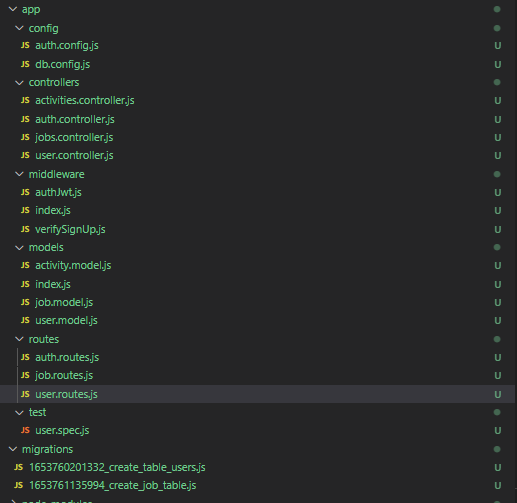 app
config
JS auth.config.js U
JS db.config.js U
controllers
JS activities.controller.js U
JS auth.controller.js U
JS jobs.controller.js U
JS user.controller.js U
middleware
JS authJwt.js U
JS index.js U
JS verifySignUp.js U
models
JS activity.model.js U
JS index.js U
JS job.model.js U
JS user.model.js U
routes
JS auth.routes.js U
JS job.routes.js U
JS user.routes.js U
test
JS user.spec.js U
migrations
JS 1653760201332_create_table_users.js U
JS 1653761135994_create_job_table.js U